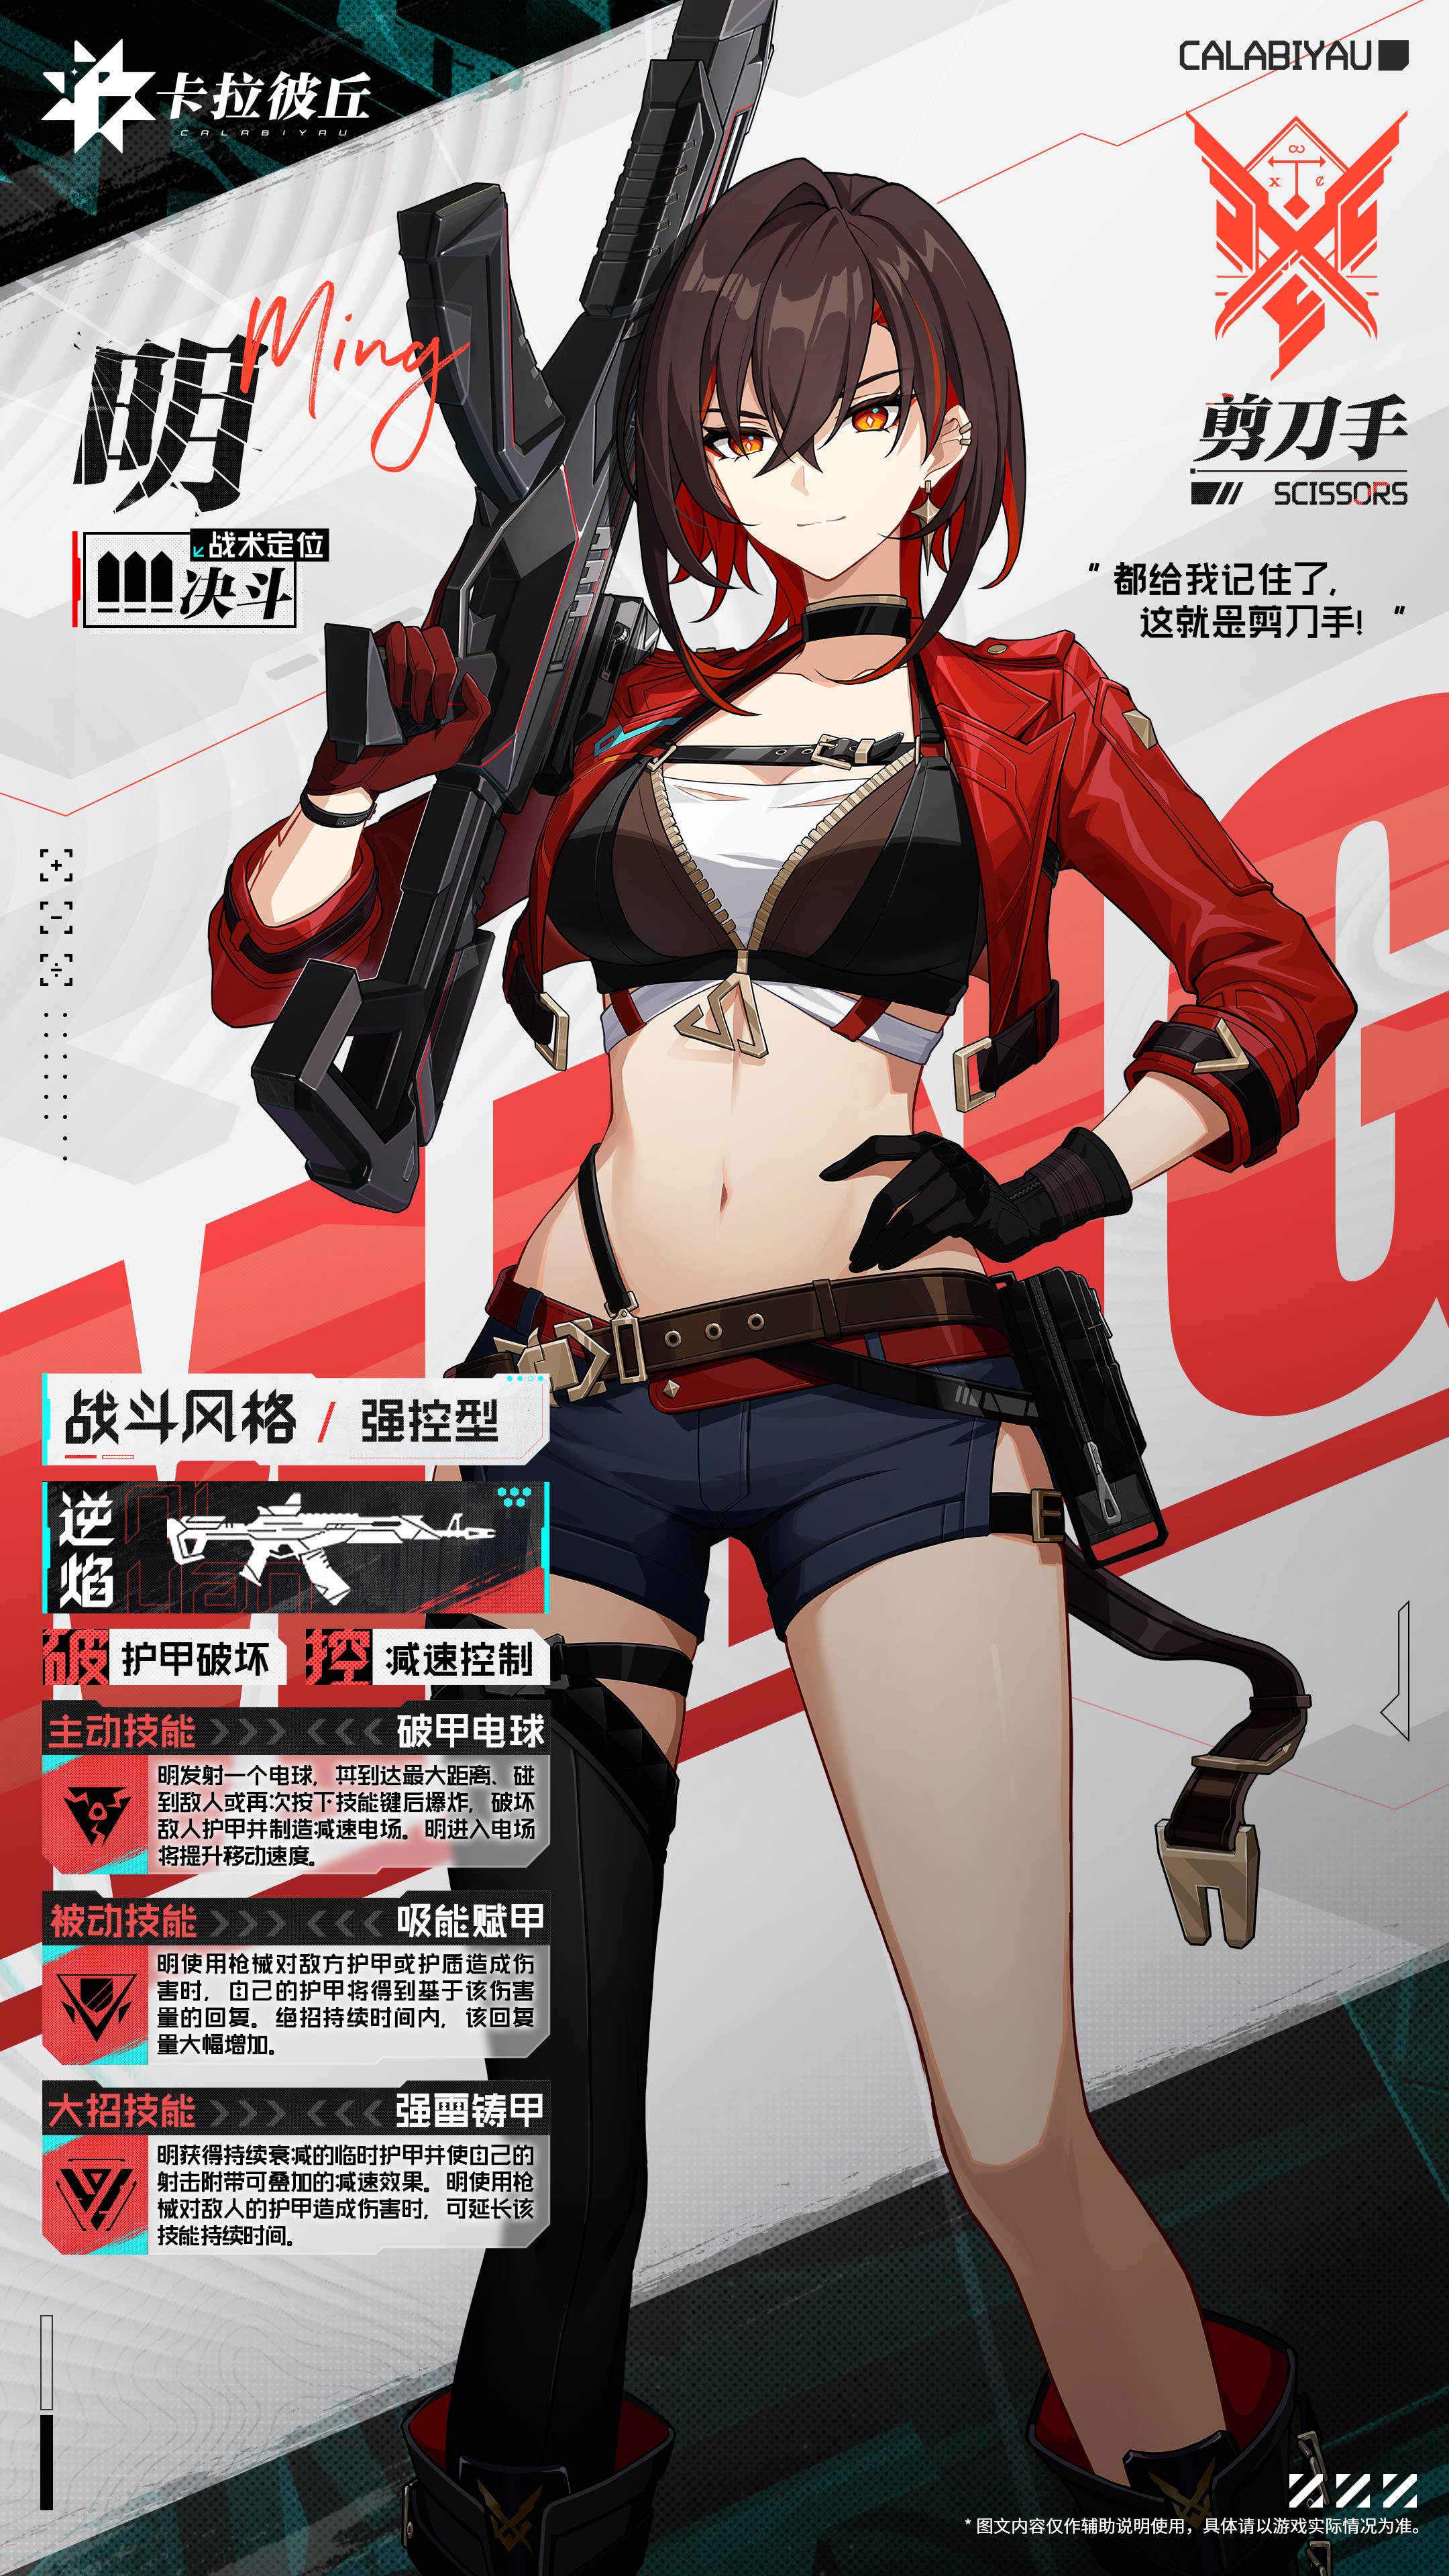 卡拉彼丘
CALABIYAU
CALABIYAU
明
Ming
战术定位
决斗
剪刀手
SCISSORS
"都给我记住了,
这就是剪刀手!"
战斗风格 / 强控型
逆焰
破 护甲破坏
控 减速控制
主动技能 破甲电球
明发射一个电球,其到达最大距离、碰
到敌人或再次按下技能键后爆炸,破坏
敌人护甲并制造减速电场。明进入电场
将提升移动速度。
被动技能 吸能赋甲
明使用枪械对敌方护甲或护盾造成伤
害时,自己的护甲将得到基于该伤害
量的回复。绝招持续时间内,该回复
量大幅增加。
大招技能 强雷铸甲
明获得持续衰减的临时护甲并使自己的
射击附带可叠加的减速效果。明使用枪
械对敌人的护甲造成伤害时,可延长该
技能持续时间。
* 图文内容仅作辅助说明使用,具体请以游戏实际情况为准。